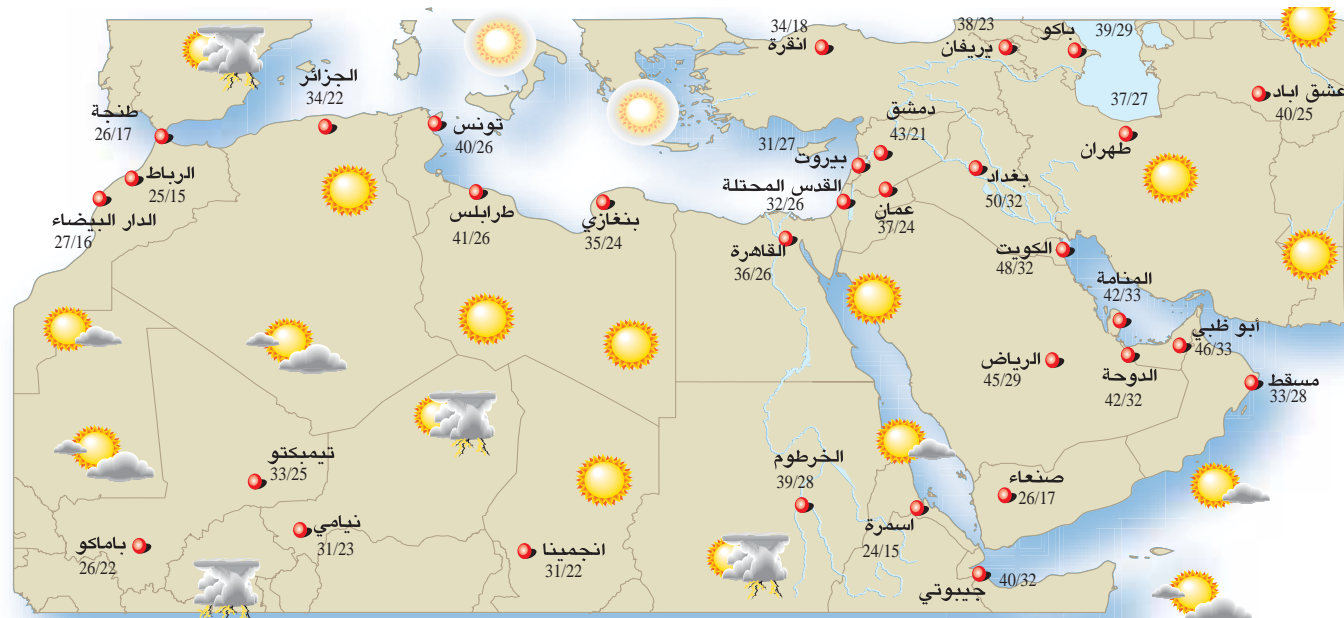 34/18
انقرة
38/23
يريفان
باكو
39/29
عشق اباد
40/25
37/27
طهران
الجزائر
34/22
طنجة
26/17
تونس
40/26
دمشق
43/21
31/27
بيروت
بغداد
50/32
الرباط
25/15
الدار البيضاء
27/16
طرابلس
41/26
بنغازي
35/24
القدس المحتلة
32/26
عمان
37/24
القاهرة
36/26
الكويت
48/32
المنامة
42/33
أبو ظبي
46/33
الرياض
45/29
الدوحة
42/32
مسقط
33/28
تيمبكتو
33/25
الخرطوم
39/28
صنعاء
26/17
نيامي
31/23
باماكو
26/22
انجمينا
31/22
اسمرة
24/15
40/32
جيبوتي